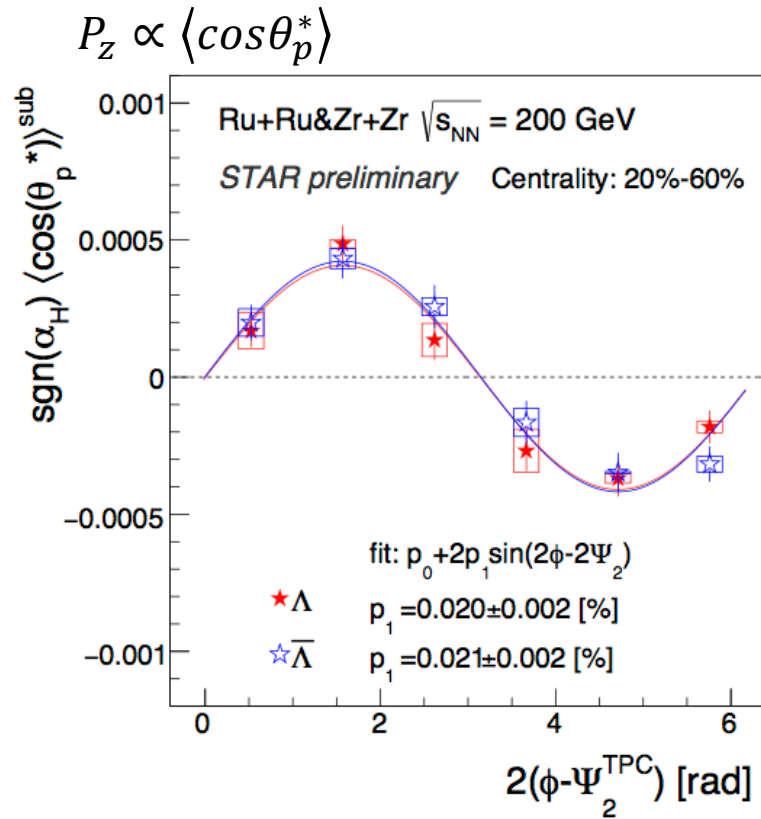 P_z ∝ ⟨cosθ_p^*⟩
0.001
Ru+Ru&Zr+Zr √s_NN = 200 GeV
STAR preliminary Centrality: 20%-60%
0.0005
sgn(α_H) ⟨cos(θ_p*)⟩^sub
0
−0.0005
fit: p_0+2p_1sin(2ϕ-2Ψ_2)
★Λ p_1=0.020±0.002 [%]
☆Λ̅ p_1=0.021±0.002 [%]
−0.001
0 2 4 6
2(ϕ-Ψ_2^TPC) [rad]